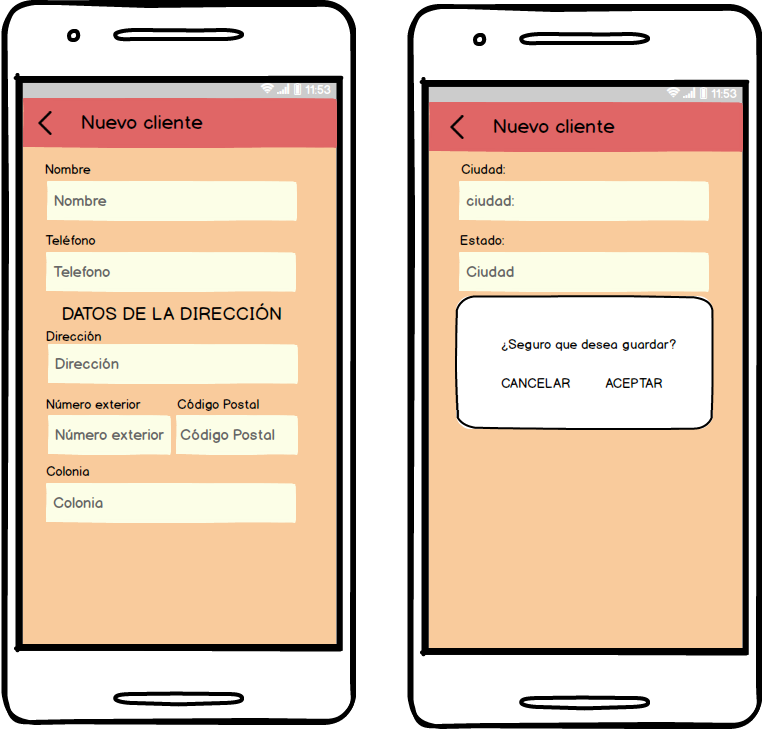 11:53
Nuevo cliente
Nombre
Nombre
Teléfono
Telefono
DATOS DE LA DIRECCIÓN
Dirección
Dirección
Número exterior Código Postal
Número exterior Código Postal
Colonia
Colonia
11:53
Nuevo cliente
Ciudad:
ciudad:
Estado:
Ciudad
¿Seguro que desea guardar?
CANCELAR ACEPTAR